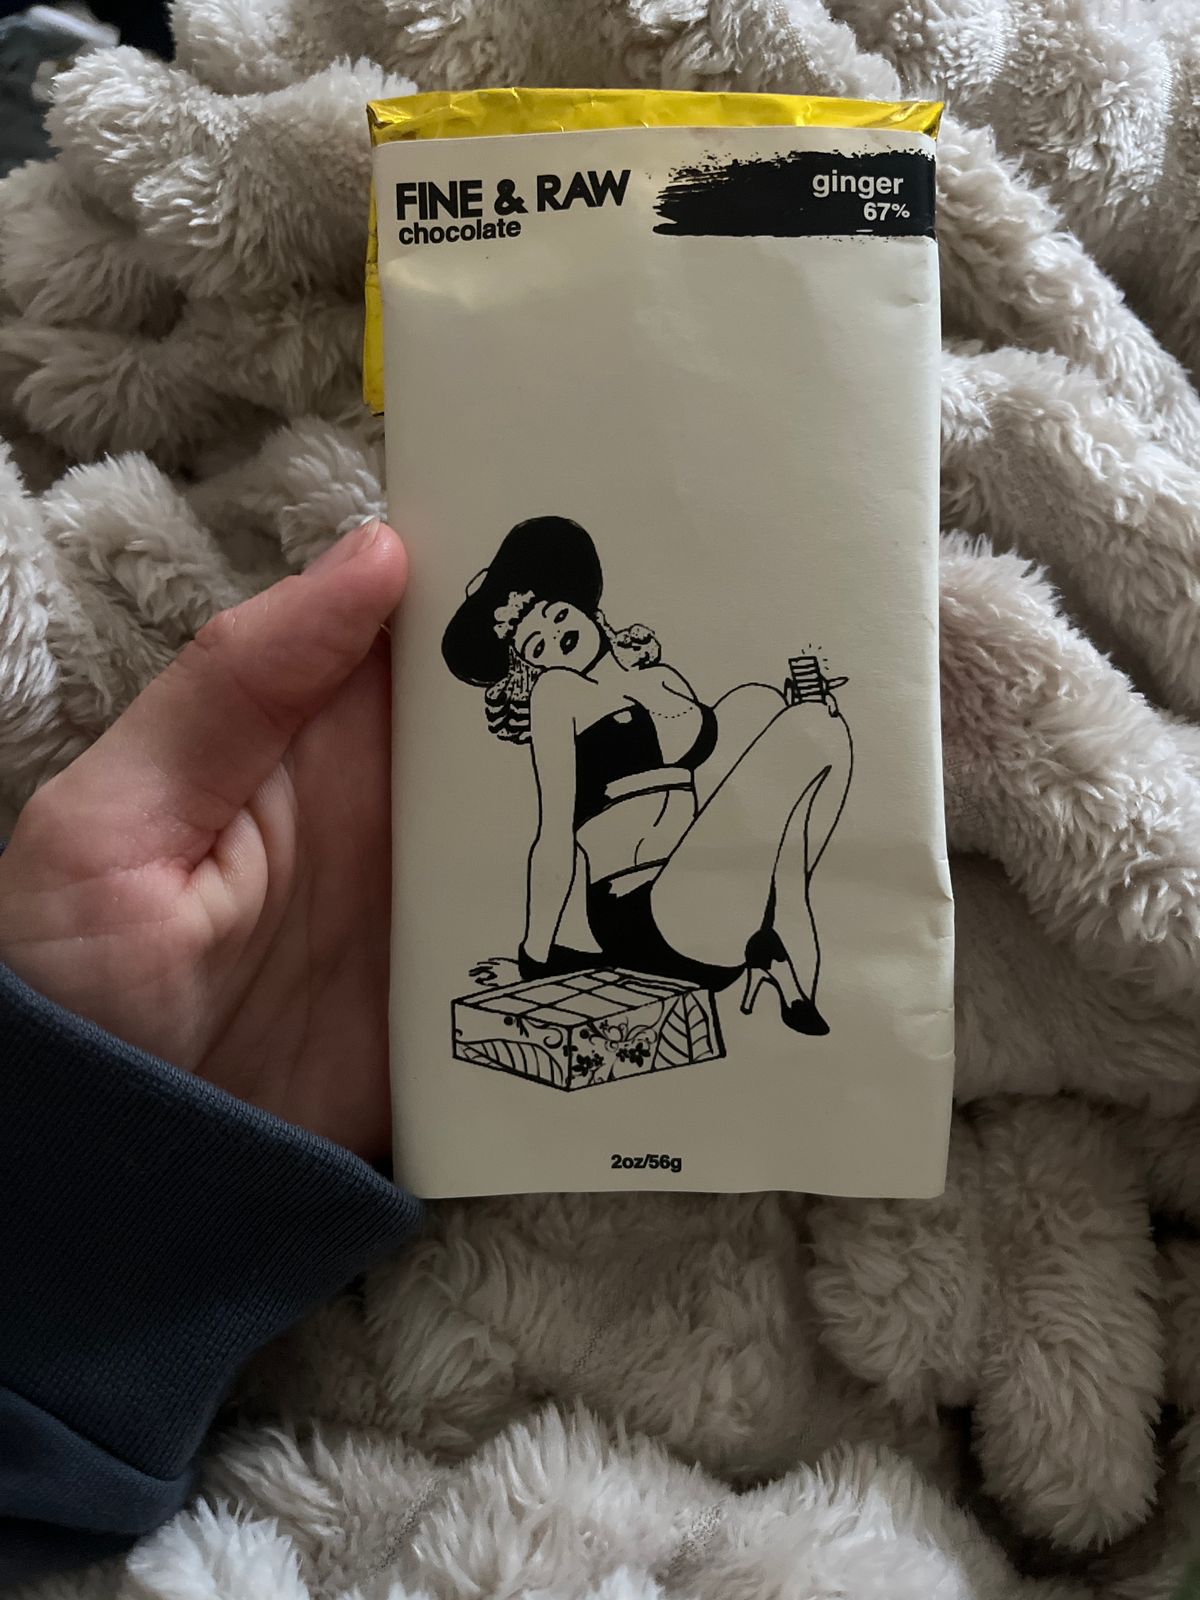 FINE & RAW
chocolate
ginger
67%
2oz/56g